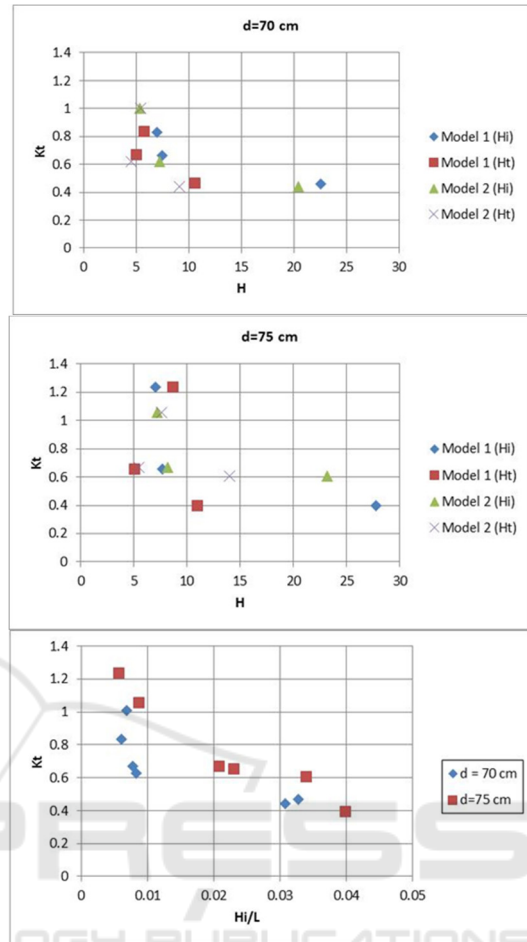 d=70 cm
1.4
1.2
1
0.8
0.6
0.4
0.2
0
Kt
0 5 10 15 20 25 30
H
Model 1 (Hi)
Model 1 (Ht)
Model 2 (Hi)
Model 2 (Ht)
d=75 cm
1.4
1.2
1
0.8
0.6
0.4
0.2
0
Kt
0 5 10 15 20 25 30
H
Model 1 (Hi)
Model 1 (Ht)
Model 2 (Hi)
Model 2 (Ht)
1.4
1.2
1
0.8
0.6
0.4
0.2
0
Kt
0 0.01 0.02 0.03 0.04 0.05
Hi/L
d = 70 cm
d=75 cm
PRESS
OGY PUBLICATIONS